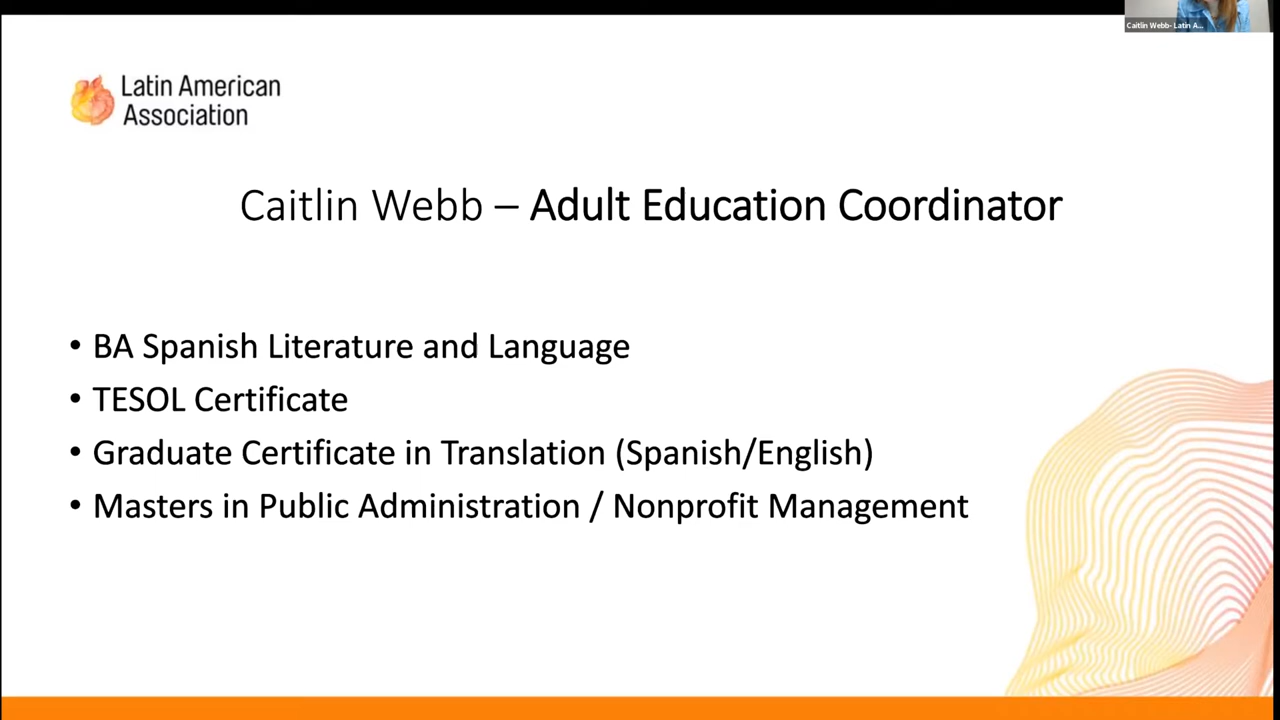 Caitlin Webb- Latin A...
Latin American
Association
Caitlin Webb – Adult Education Coordinator
• BA Spanish Literature and Language
• TESOL Certificate
• Graduate Certificate in Translation (Spanish/English)
• Masters in Public Administration / Nonprofit Management